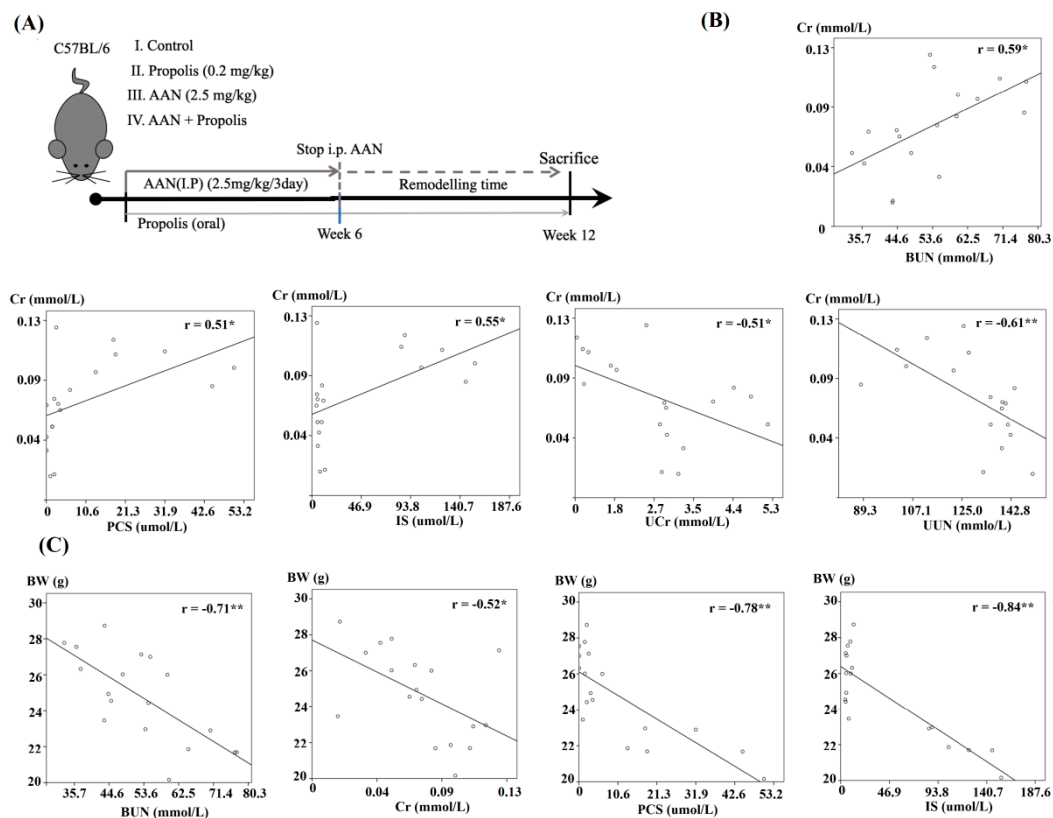 (A)
C57BL/6
I. Control
II. Propolis (0.2 mg/kg)
III. AAN (2.5 mg/kg)
IV. AAN + Propolis
Stop i.p. AAN
Sacrifice
AAN(I.P) (2.5mg/kg/3day)
Remodelling time
Propolis (oral)
Week 6
Week 12
(B)
Cr (mmol/L)
r = 0.59*
0.13
0.09
0.04
0
35.7 44.6 53.6 62.5 71.4 80.3
BUN (mmol/L)
Cr (mmol/L)
r = 0.51*
0.13
0.09
0.04
0 10.6 21.3 31.9 42.6 53.2
PCS (umol/L)
Cr (mmol/L)
r = 0.55*
0.13
0.09
0.04
0 46.9 93.8 140.7 187.6
IS (umol/L)
Cr (mmol/L)
r = -0.51*
0.13
0.09
0.04
0 1.8 2.7 3.5 4.4 5.3
UCr (mmol/L)
Cr (mmol/L)
r = -0.61**
0.13
0.09
0.04
89.3 107.1 125.0 142.8
UUN (mmlo/L)
(C)
BW (g)
r = -0.71**
30
28
26
24
22
20
35.7 44.6 53.6 62.5 71.4 80.3
BUN (mmol/L)
BW (g)
r = -0.52*
30
28
26
24
22
20
0.04 0.09 0.13
Cr (mmol/L)
BW (g)
r = -0.78**
30
28
26
24
22
20
0 10.6 21.3 31.9 42.6 53.2
PCS (umol/L)
BW (g)
r = -0.84**
30
28
26
24
22
20
46.9 93.8 140.7 187.6
IS (umol/L)